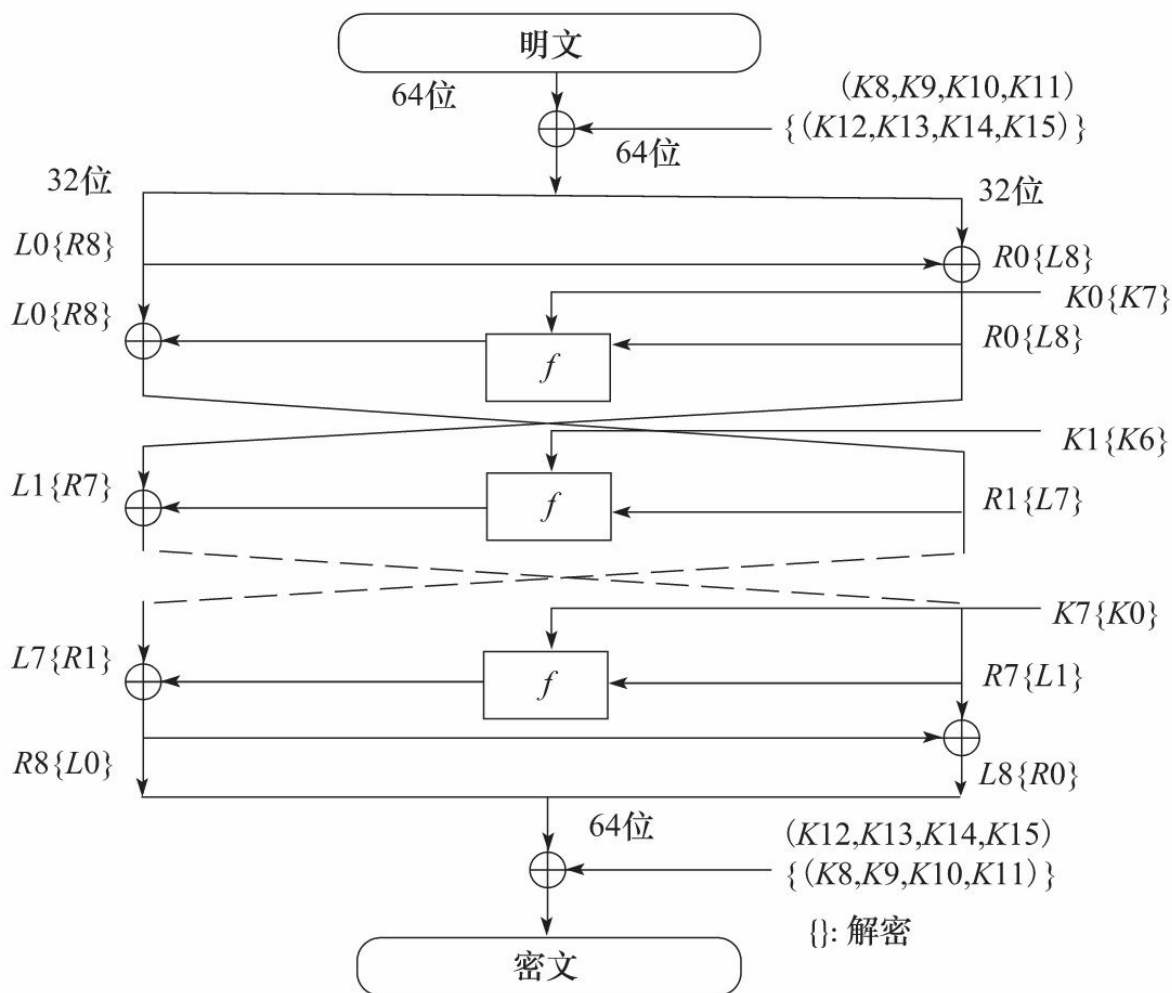 明文
64位
(K8,K9,K10,K11)
{(K12,K13,K14,K15)}
64位
32位
32位
L0{R8}
R0{L8}
K0{K7}
L0{R8}
R0{L8}
f
K1{K6}
L1{R7}
R1{L7}
f
K7{K0}
L7{R1}
R7{L1}
f
R8{L0}
L8{R0}
64位
(K12,K13,K14,K15)
{(K8,K9,K10,K11)}
{}: 解密
密文